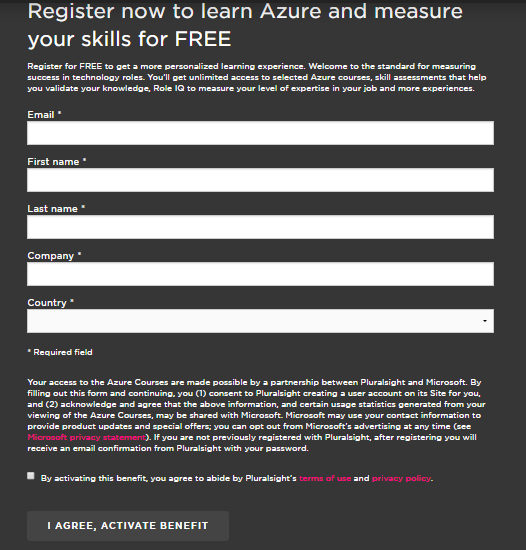 Register now to learn Azure and measure
your skills for FREE
Register for FREE to get a more personalized learning experience. Welcome to the standard for measuring
success in technology roles. You'll get unlimited access to selected Azure courses, skill assessments that help
you validate your knowledge, Role IQ to measure your level of expertise in your job and more experiences.
Email *
First name *
Last name *
Company *
Country *
* Required field
Your access to the Azure Courses are made possible by a partnership between Pluralsight and Microsoft. By
filling out this form and continuing, you (1) consent to Pluralsight creating a user account on its Site for you,
and (2) acknowledge and agree that the above information, and certain usage statistics generated from your
viewing of the Azure Courses, may be shared with Microsoft. Microsoft may use your contact information to
provide product updates and special offers; you can opt out from Microsoft's advertising at any time (see
Microsoft privacy statement). If you are not previously registered with Pluralsight, after registering you will
receive an email confirmation from Pluralsight with your password.
By activating this benefit, you agree to abide by Pluralsight's terms of use and privacy policy.
I AGREE, ACTIVATE BENEFIT